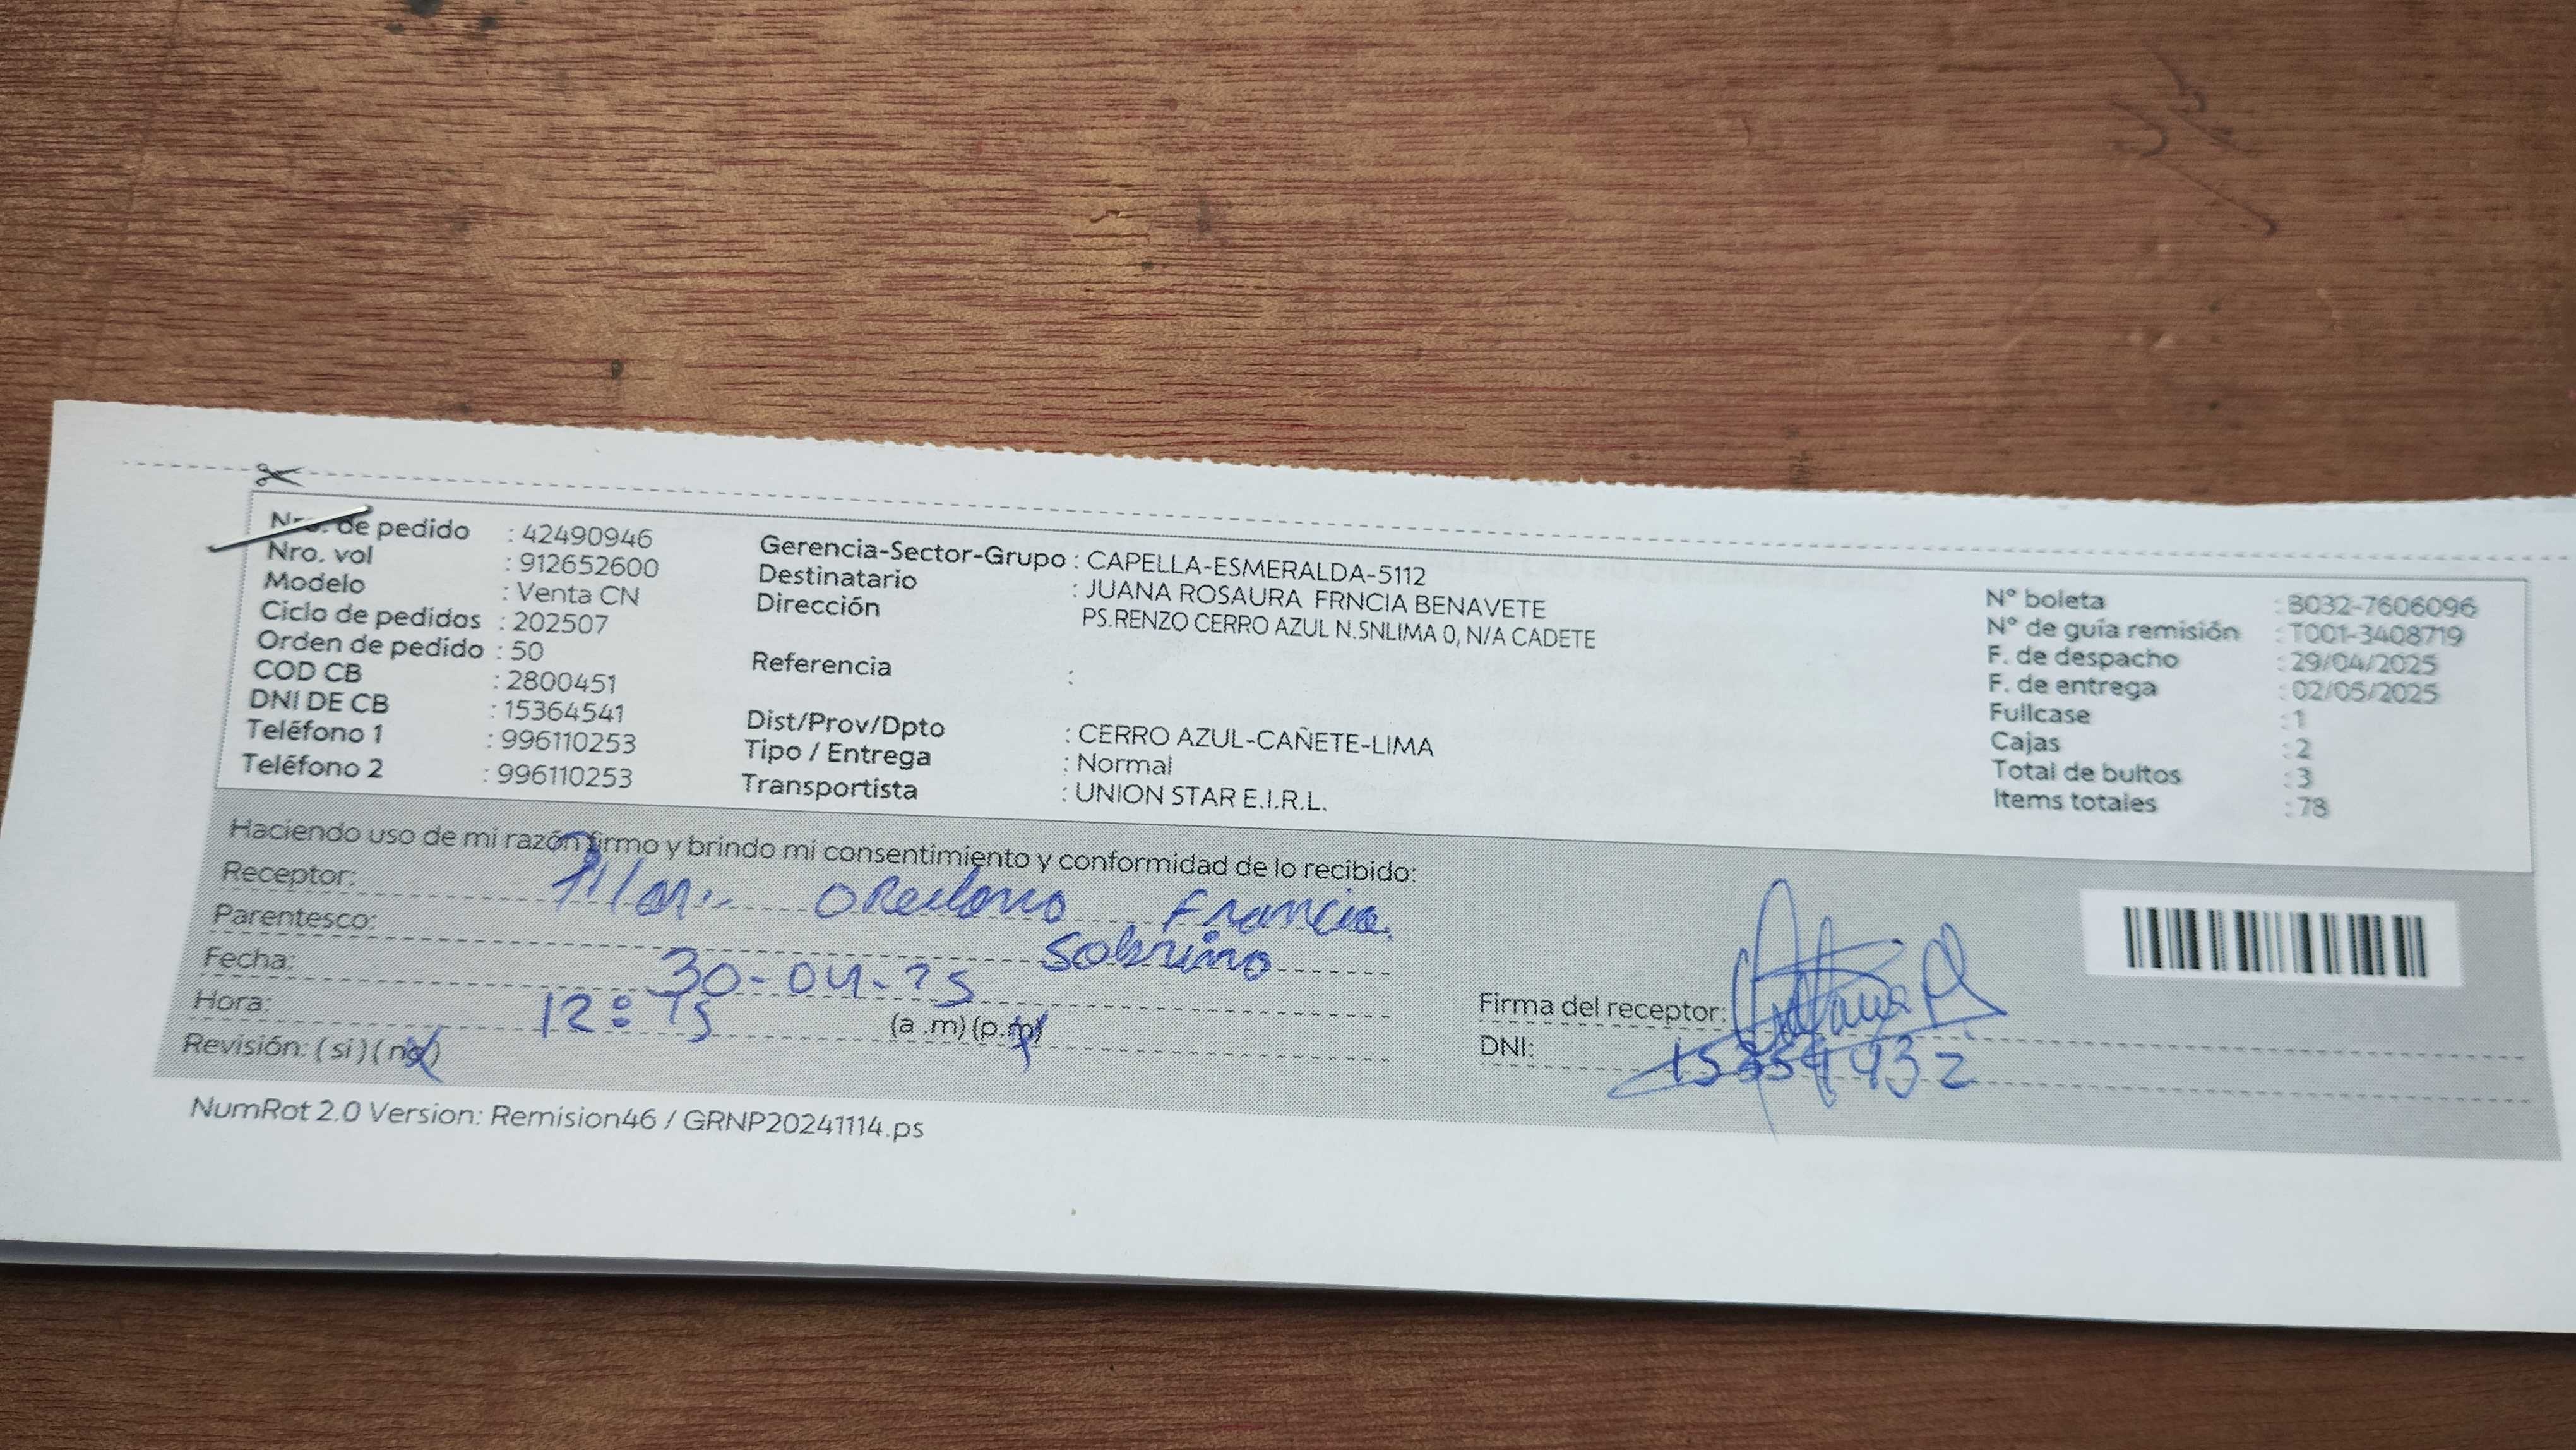 Nro. de pedido : 42490946
Nro. vol : 912652600
Modelo : Venta CN
Ciclo de pedidos : 202507
Orden de pedido : 50
COD CB : 2800451
DNI DE CB : 15364541
Teléfono 1 : 996110253
Teléfono 2 : 996110253
Gerencia-Sector-Grupo : CAPELLA-ESMERALDA-5112
Destinatario : JUANA ROSAURA FRNCIA BENAVETE
Dirección PS.RENZO CERRO AZUL N.SNLIMA 0, N/A CADETE
Referencia :
Dist/Prov/Dpto : CERRO AZUL-CAÑETE-LIMA
Tipo / Entrega : Normal
Transportista : UNION STAR E.I.R.L.
N° boleta : B032-7606096
N° de guía remisión : T001-3408719
F. de despacho : 29/04/2025
F. de entrega : 02/05/2025
Fullcase : 1
Cajas : 2
Total de bultos : 3
Items totales : 78
Haciendo uso de mi razón firmo y brindo mi consentimiento y conformidad de lo recibido:
Receptor: Francia
Parentesco: Sobrino
Fecha: 30-04-25
Hora: 12:15 (a.m) (p.m)
Revisión: (si) (no)
Firma del receptor:
DNI:
NumRot 2.0 Version: Remision46 / GRNP20241114.ps